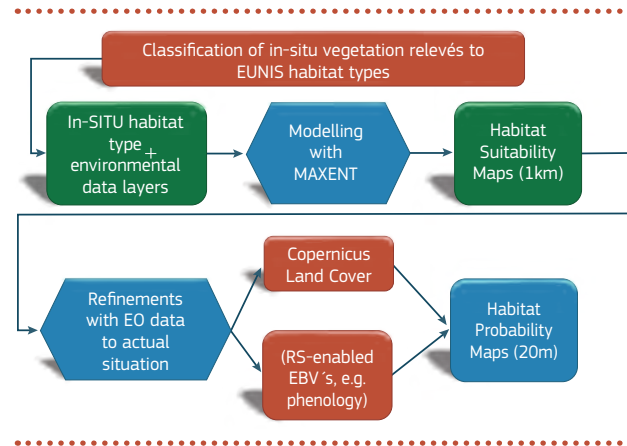 Classification of in-situ vegetation relevés to
EUNIS habitat types
In-SITU habitat
type +
environmental
data layers
Modelling
with
MAXENT
Habitat
Suitability
Maps (1km)
Refinements
with EO data
to actual
situation
Copernicus
Land Cover
(RS-enabled
EBV´s, e.g.
phenology)
Habitat
Probability
Maps (20m)